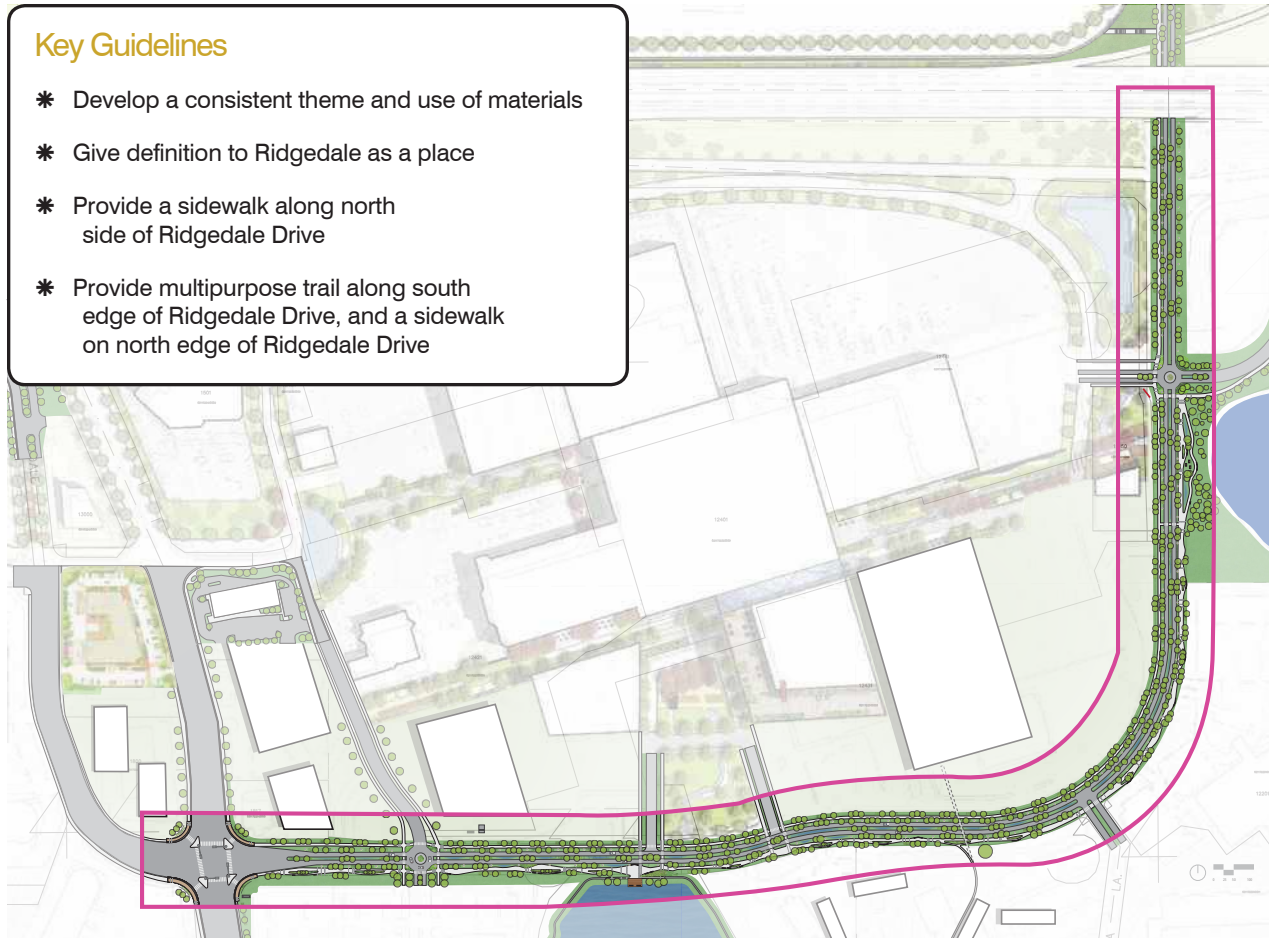 Key Guidelines
✱ Develop a consistent theme and use of materials
✱ Give definition to Ridgedale as a place
✱ Provide a sidewalk along north
side of Ridgedale Drive
✱ Provide multipurpose trail along south
edge of Ridgedale Drive, and a sidewalk
on north edge of Ridgedale Drive